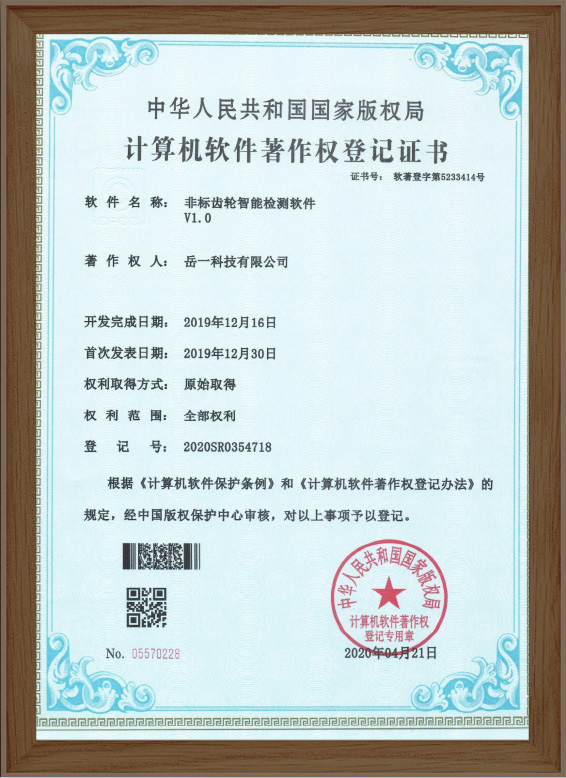 中华人民共和国国家版权局
计算机软件著作权登记证书
证书号： 软著登字第5233414号
软件名称： 非标齿轮智能检测软件
V1.0
著作权人： 岳一科技有限公司
开发完成日期： 2019年12月16日
首次发表日期： 2019年12月30日
权利取得方式： 原始取得
权利范围： 全部权利
登记号： 2020SR0354718
根据《计算机软件保护条例》和《计算机软件著作权登记办法》的
规定，经中国版权保护中心审核，对以上事项予以登记。
中华人民共和国国家版权局
计算机软件著作权
登记专用章
No. 05570228
2020年04月21日